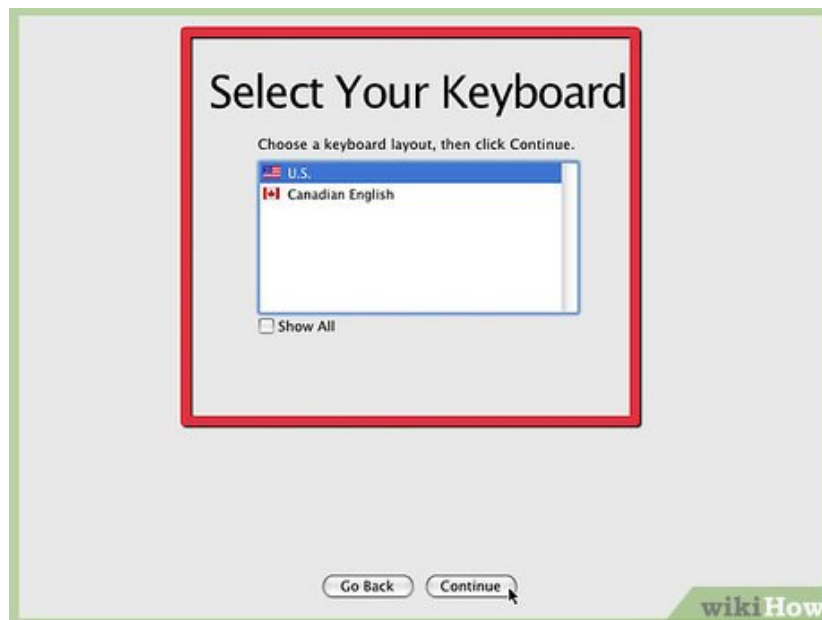 Select Your Keyboard
Choose a keyboard layout, then click Continue.
U.S.
Canadian English
Show All
Go Back Continue
wikiHow